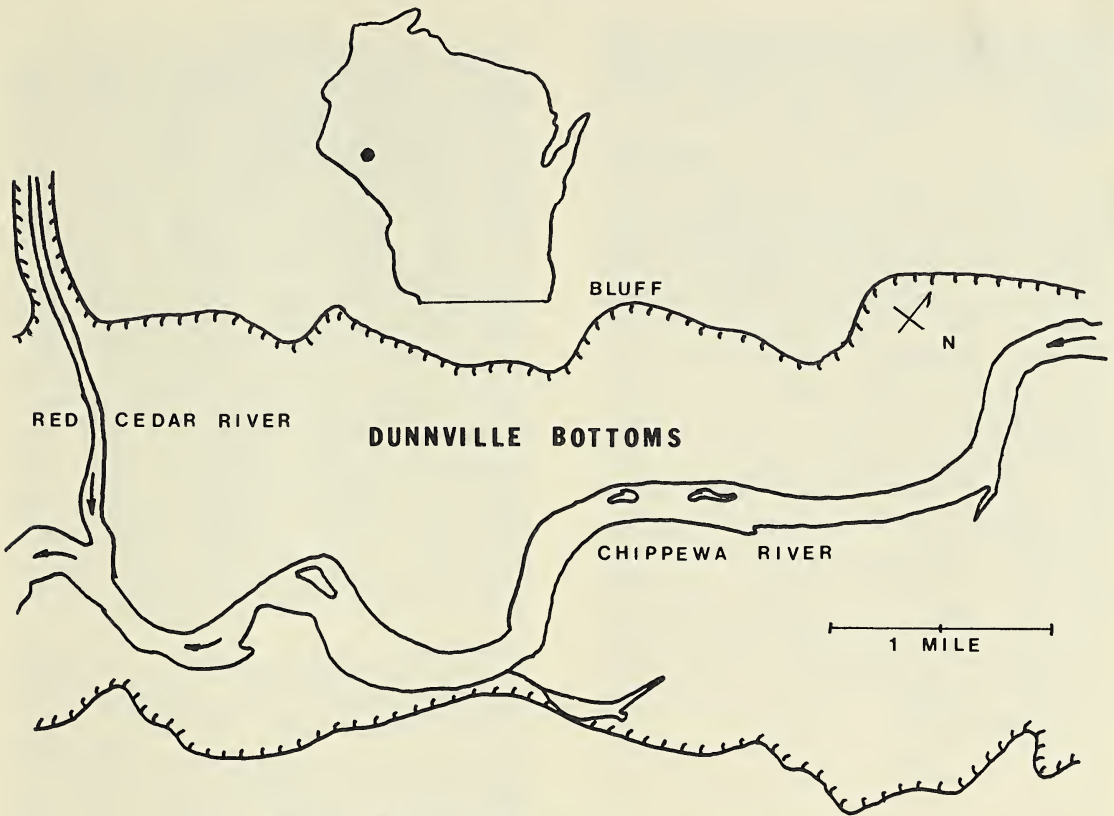 BLUFF
N
RED CEDAR RIVER
DUNNVILLE BOTTOMS
CHIPPEWA RIVER
1 MILE